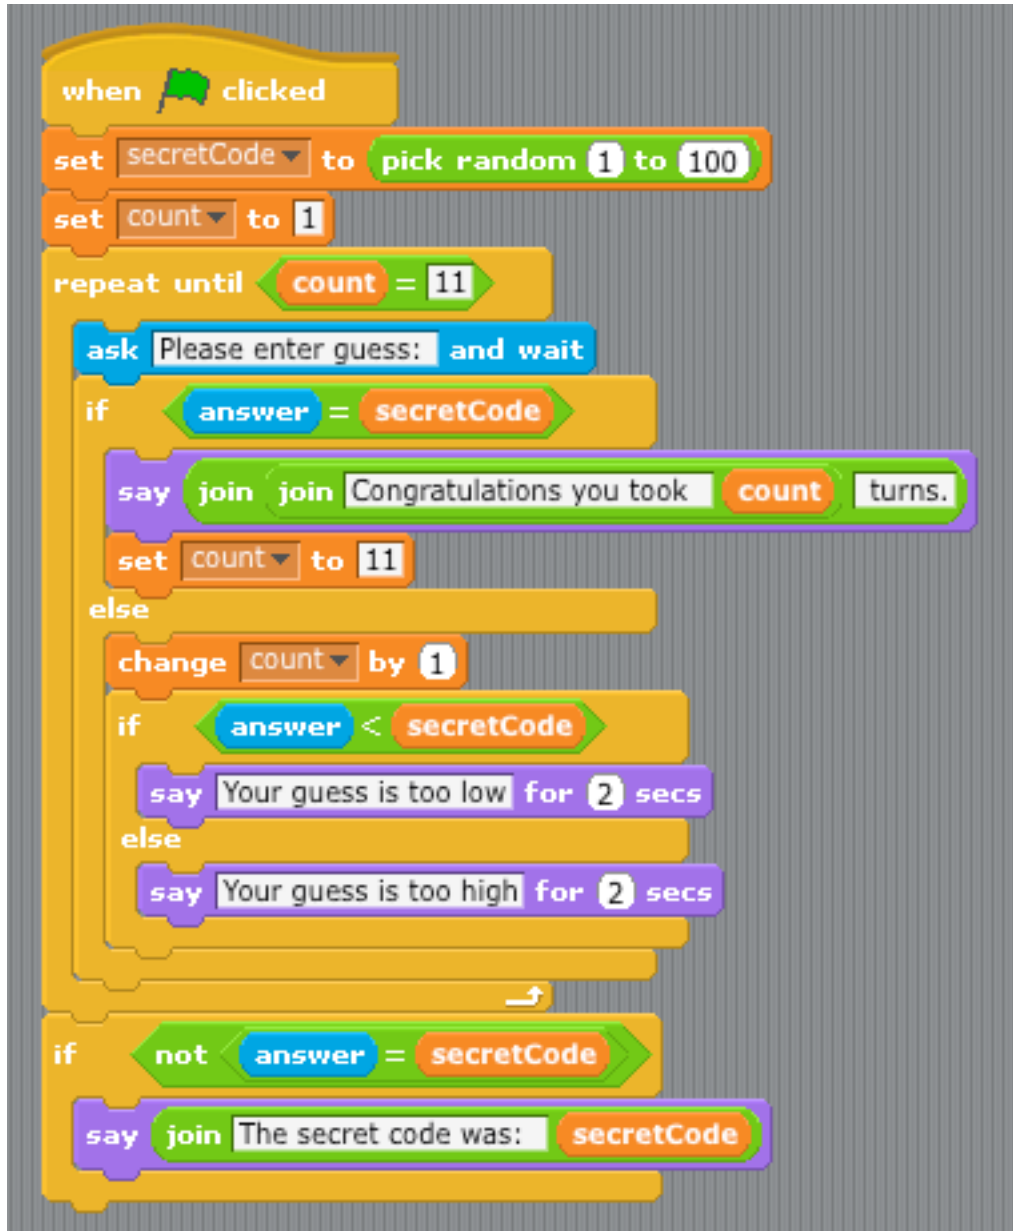 when clicked
set secretCode to pick random 1 to 100
set count to 1
repeat until count = 11
ask Please enter guess: and wait
if answer = secretCode
say join join Congratulations you took count turns.
set count to 11
else
change count by 1
if answer < secretCode
say Your guess is too low for 2 secs
else
say Your guess is too high for 2 secs
if not answer = secretCode
say join The secret code was: secretCode